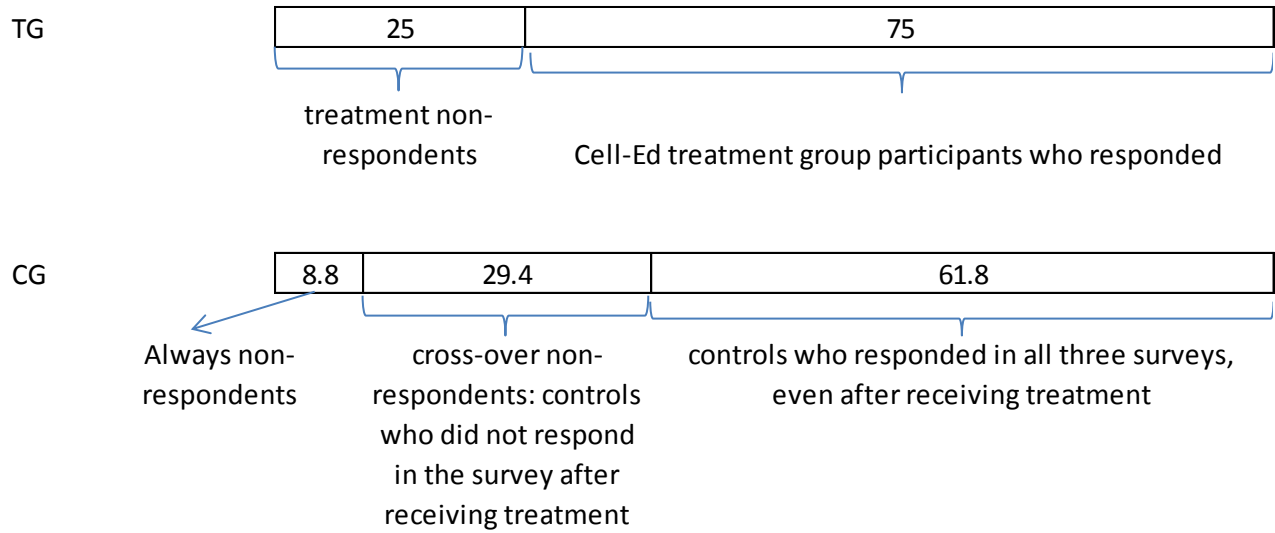 TG
25
75
treatment non-
respondents
Cell-Ed treatment group participants who responded
CG
8.8
29.4
61.8
Always non-
respondents
cross-over non-
respondents: controls
who did not respond
in the survey after
receiving treatment
controls who responded in all three surveys,
even after receiving treatment